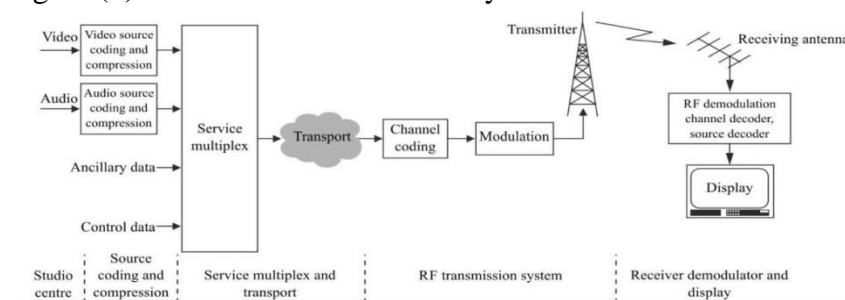 Video
Video source
coding and
compression
Audio
Audio source
coding and
compression
Ancillary data
Control data
Service
multiplex
Transport
Channel
coding
Modulation
Transmitter
Receiving antenna
RF demodulation
channel decoder,
source decoder
Display
Studio
centre
Source
coding and
compression
Service multiplex and
transport
RF transmission system
Receiver demodulator and
display